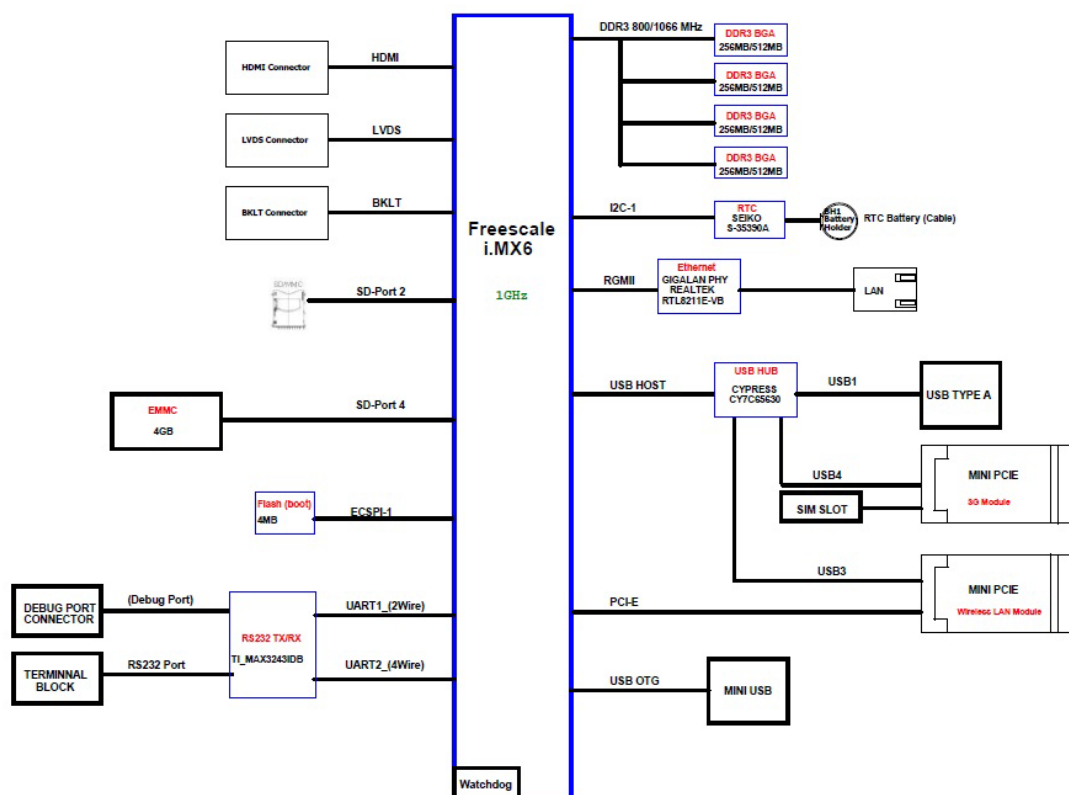 HDMI Connector
HDMI
LVDS Connector
LVDS
BKLT Connector
BKLT
SD/MMC
SD-Port 2
EMMC
4GB
SD-Port 4
Flash (boot)
4MB
ECSPI-1
DEBUG PORT
CONNECTOR
(Debug Port)
TERMINNAL
BLOCK
RS232 Port
RS232 TX/RX
TI_MAX3243IDB
UART1_(2Wire)
UART2_(4Wire)
Freescale
i.MX6
1GHz
Watchdog
DDR3 800/1066 MHz
DDR3 BGA
256MB/512MB
DDR3 BGA
256MB/512MB
DDR3 BGA
256MB/512MB
DDR3 BGA
256MB/512MB
I2C-1
RTC
SEIKO
S-35390A
BH1
Battery
Holder
RTC Battery (Cable)
RGMII
Ethernet
GIGALAN PHY
REALTEK
RTL8211E-VB
LAN
USB HOST
USB HUB
CYPRESS
CY7C65630
USB1
USB TYPE A
USB4
MINI PCIE
3G Module
SIM SLOT
USB3
MINI PCIE
Wireless LAN Module
PCI-E
USB OTG
MINI USB